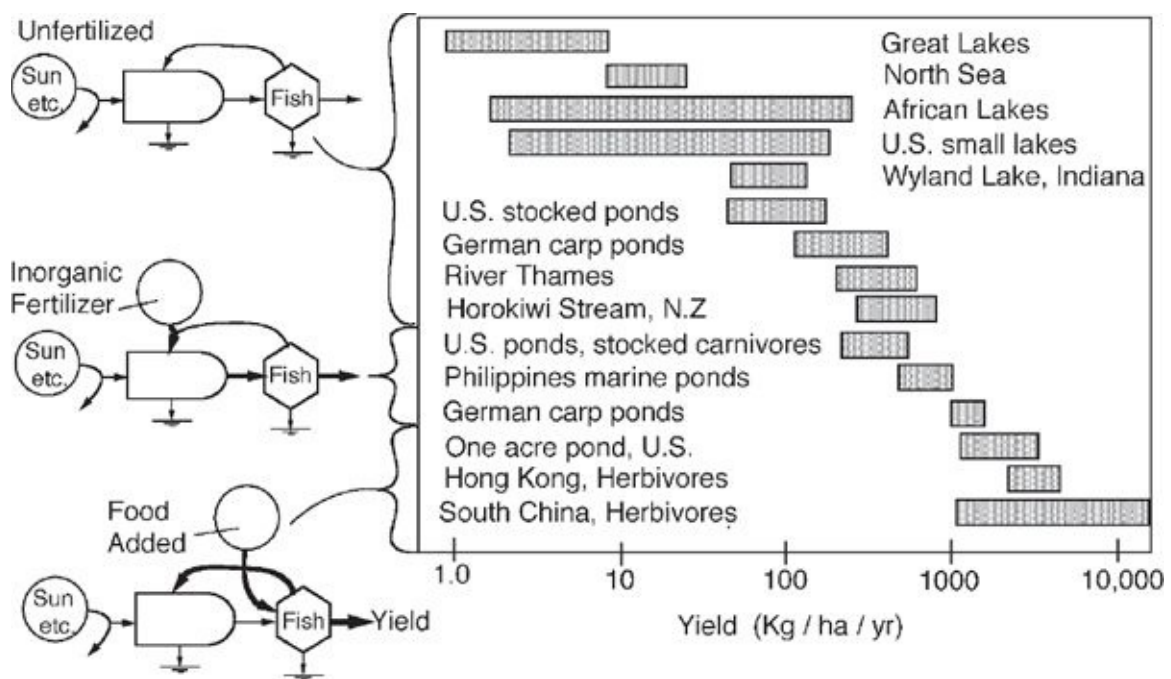 Unfertilized
Sun
etc.
Fish
Inorganic
Fertilizer
Sun
etc.
Fish
Food
Added
Sun
etc.
Fish
Yield
Great Lakes
North Sea
African Lakes
U.S. small lakes
Wyland Lake, Indiana
U.S. stocked ponds
German carp ponds
River Thames
Horokiwi Stream, N.Z
U.S. ponds, stocked carnivores
Philippines marine ponds
German carp ponds
One acre pond, U.S.
Hong Kong, Herbivores
South China, Herbivores
1.0 10 100 1000 10,000
Yield (Kg / ha / yr)